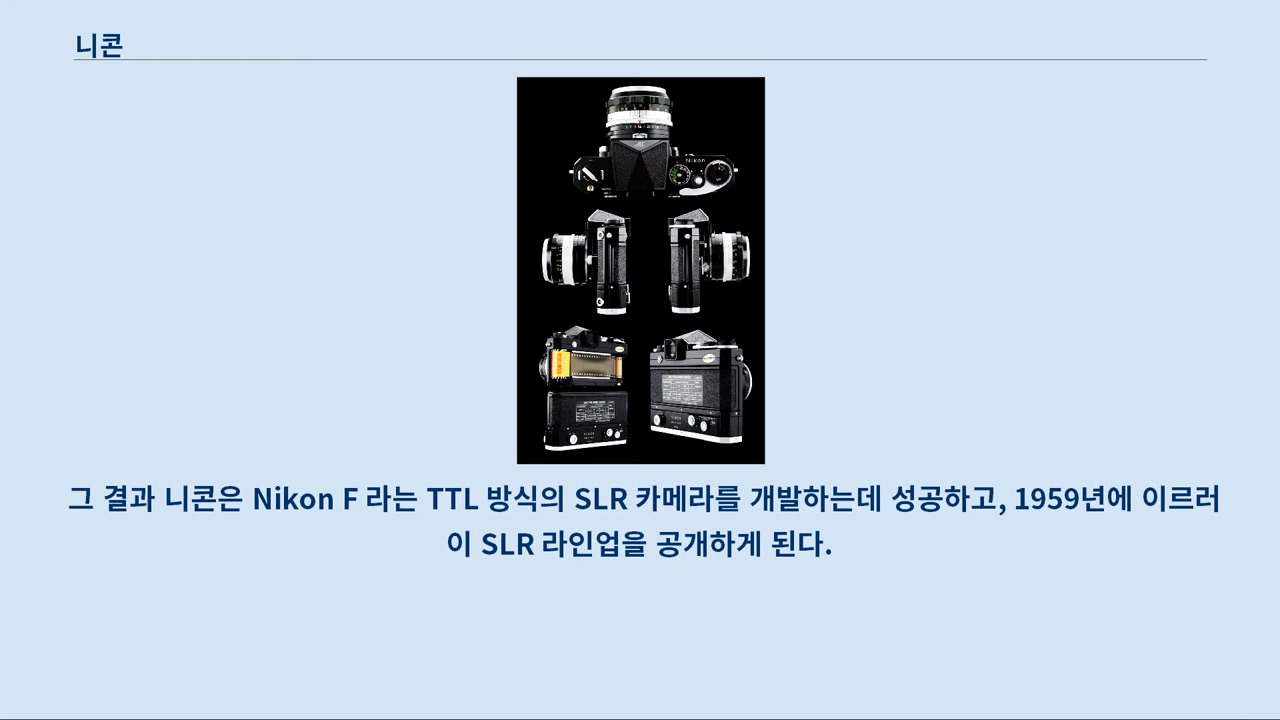 니콘
Nikon
그 결과 니콘은 Nikon F 라는 TTL 방식의 SLR 카메라를 개발하는데 성공하고, 1959년에 이르러
이 SLR 라인업을 공개하게 된다.